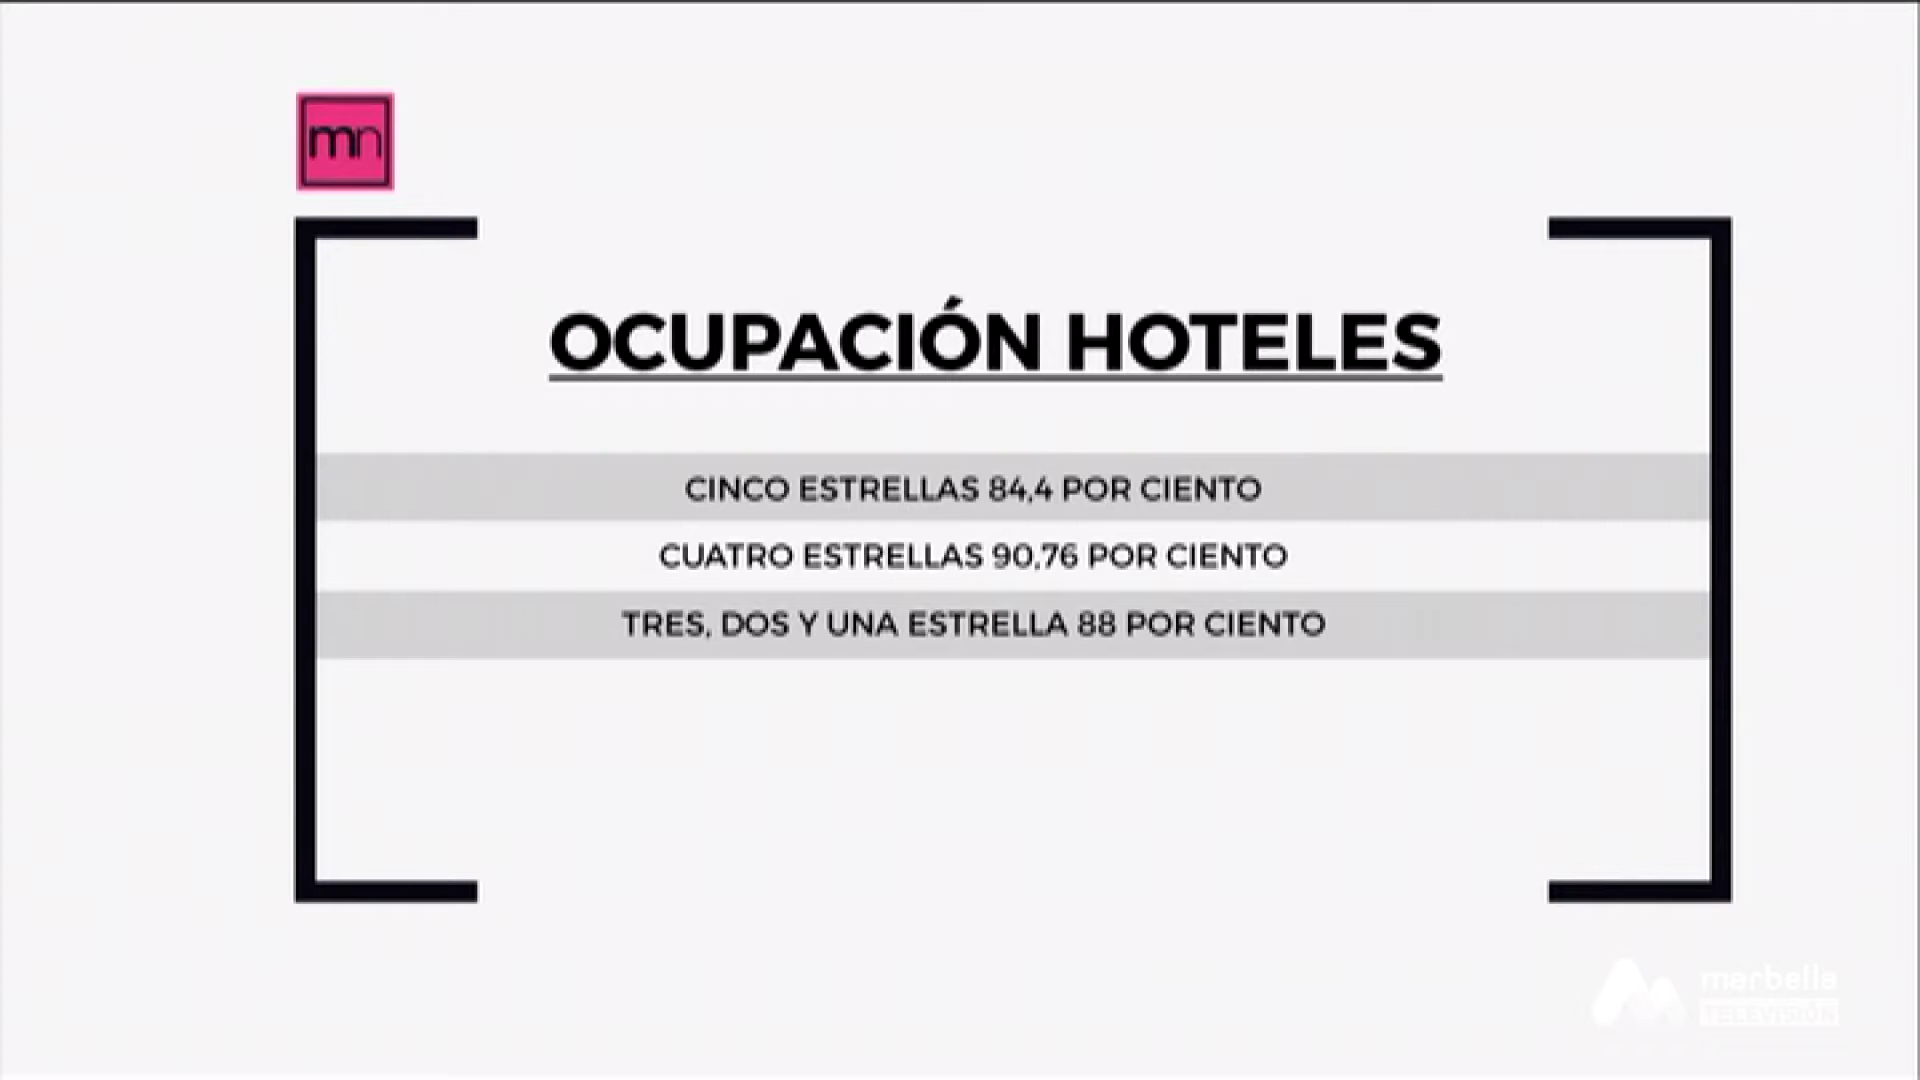 mn
OCUPACIÓN HOTELES
CINCO ESTRELLAS 84,4 POR CIENTO
CUATRO ESTRELLAS 90,76 POR CIENTO
TRES, DOS Y UNA ESTRELLA 88 POR CIENTO
marbella
TELEVISIÓN